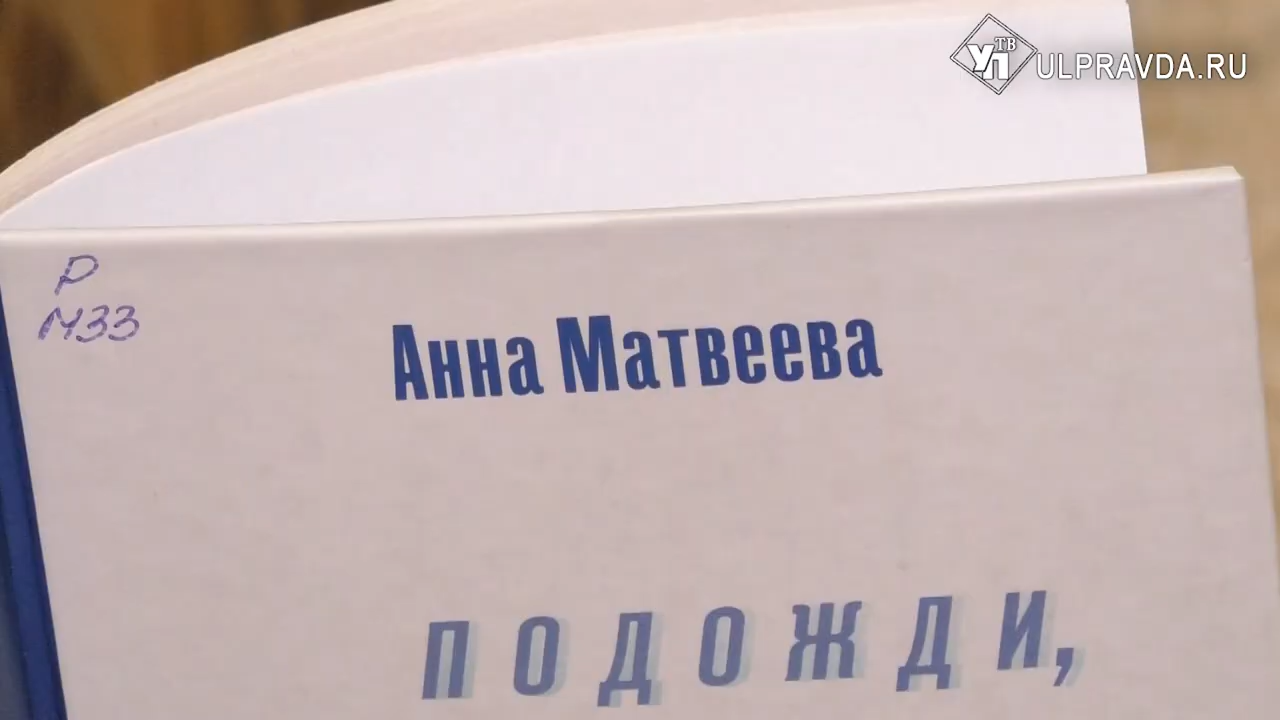 УП ТВ ULPRAVDA.RU
Р
М33
Анна Матвеева
ПОДОЖДИ,